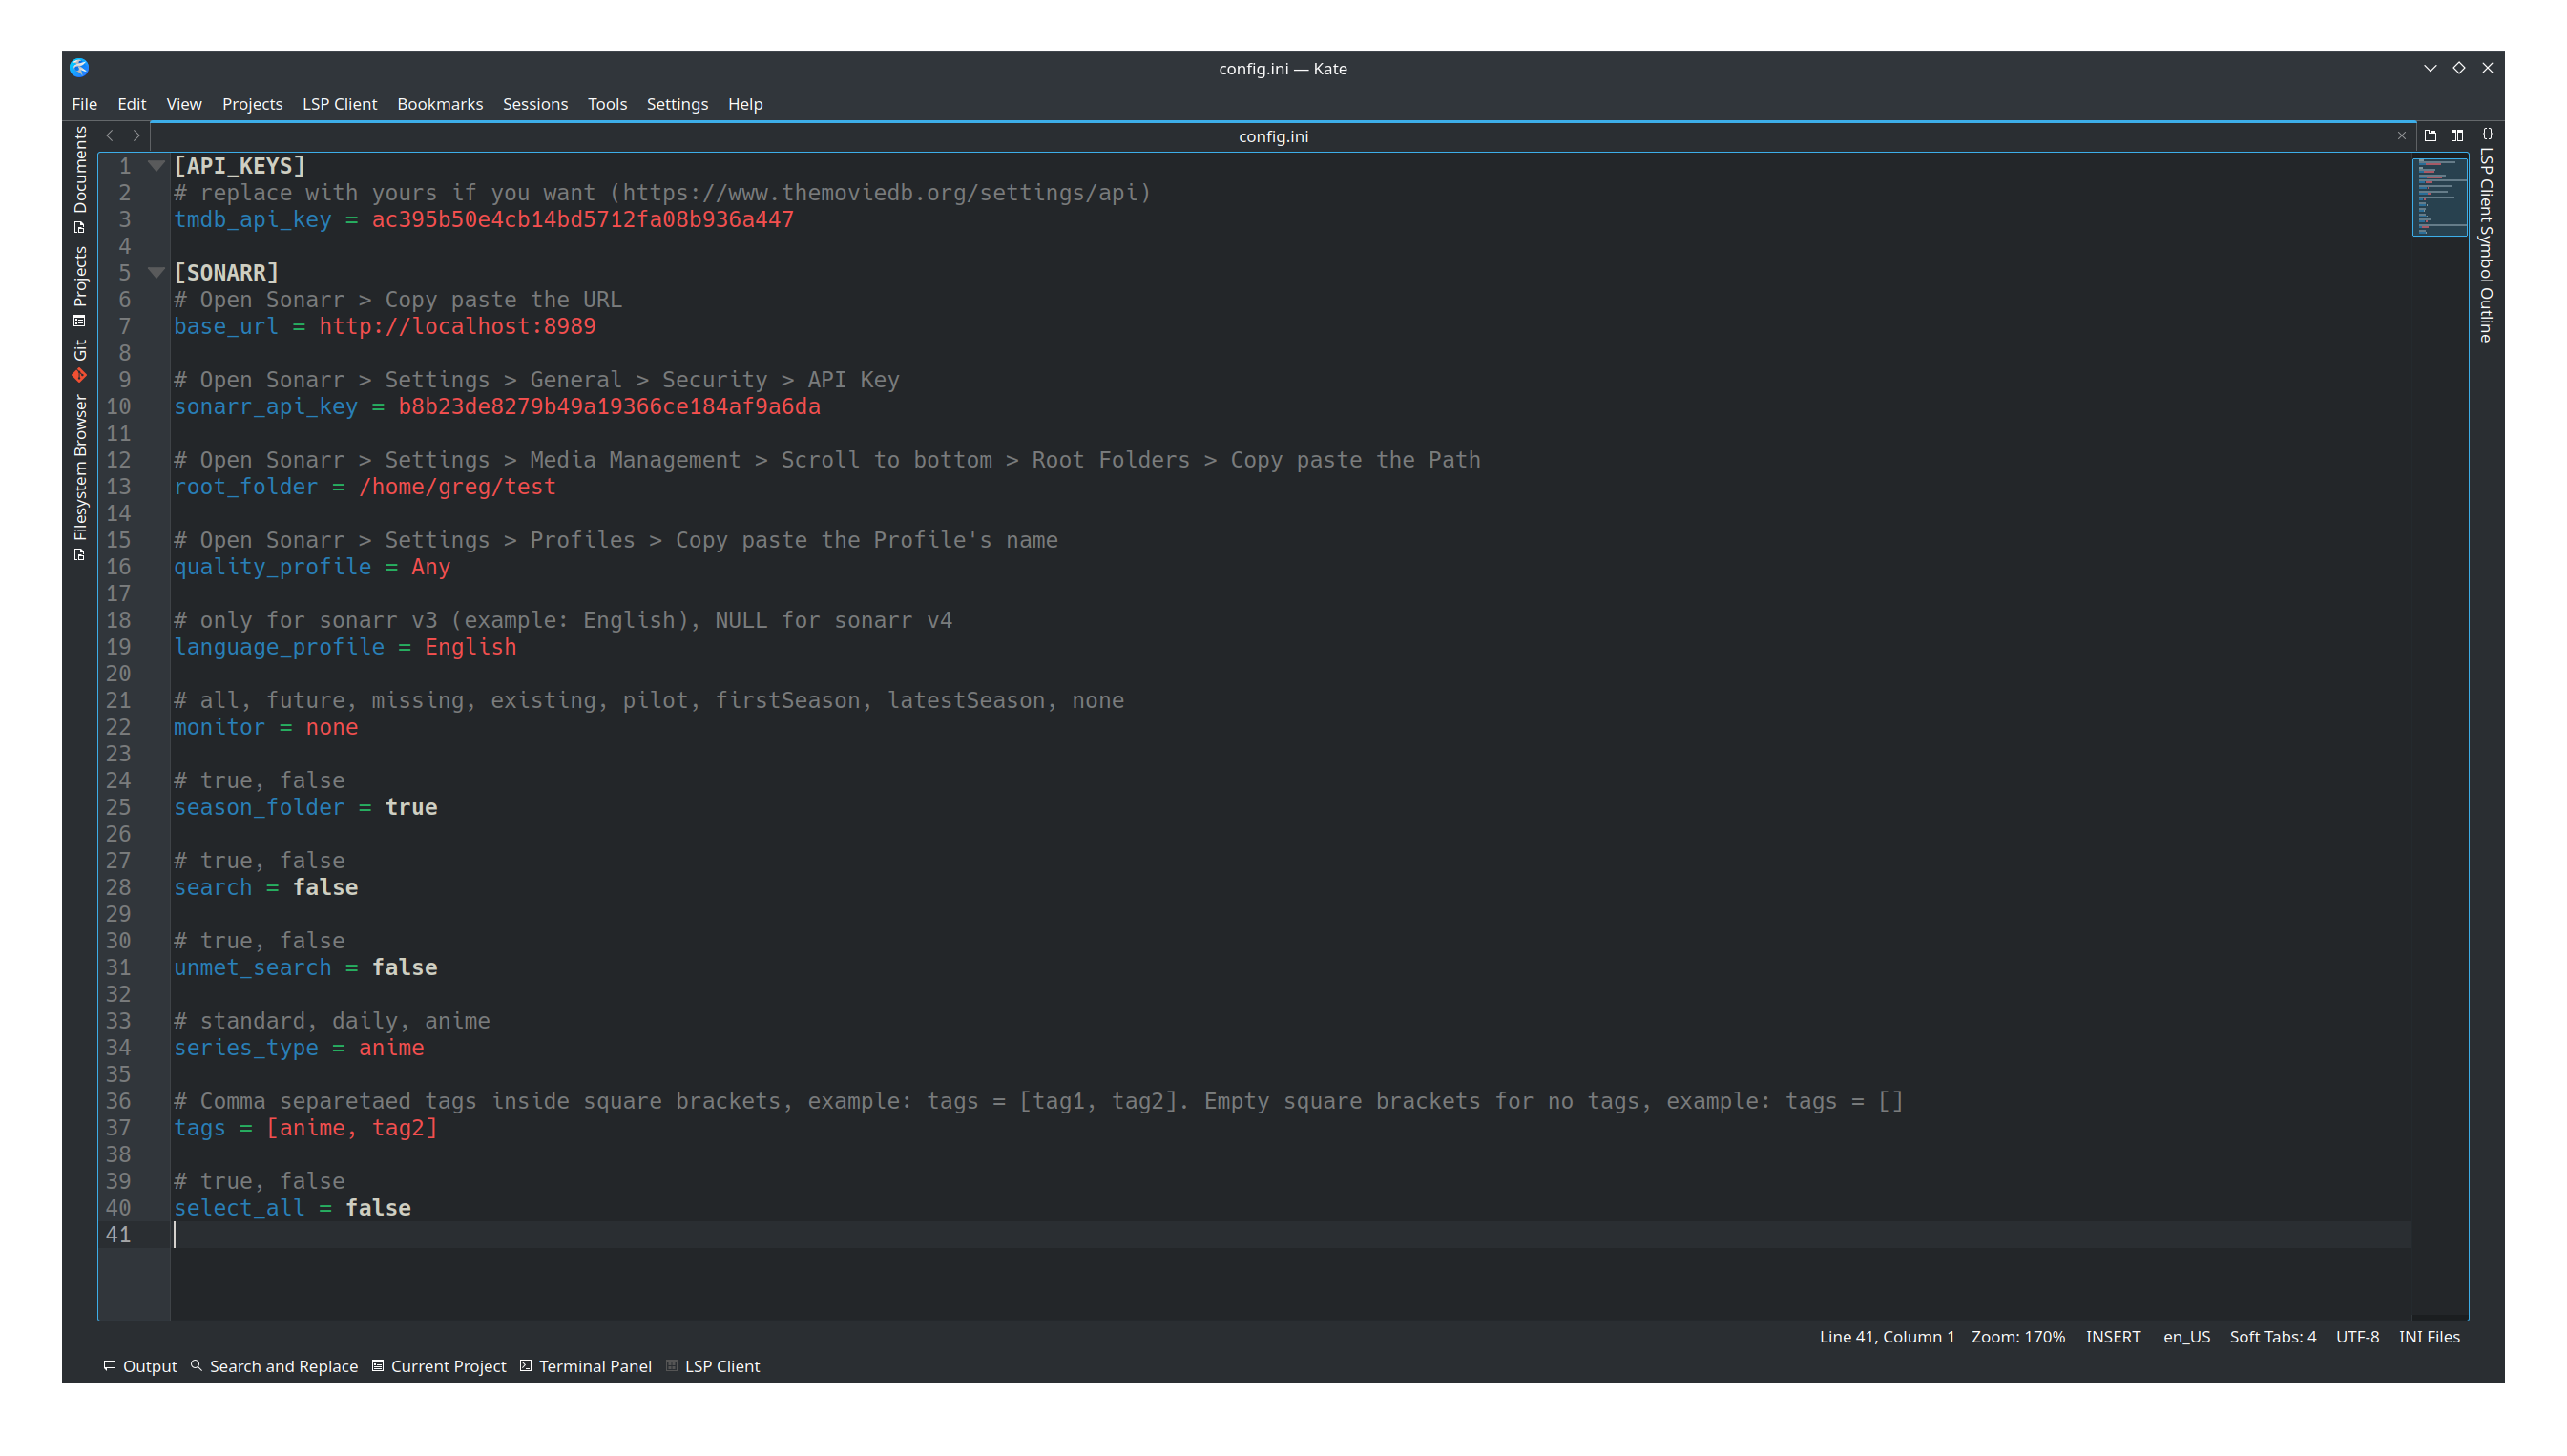 config.ini — Kate
File Edit View Projects LSP Client Bookmarks Sessions Tools Settings Help
config.ini
Documents
Projects
Git
Filesystem Browser
LSP Client Symbol Outline
1 [API_KEYS]
2 # replace with yours if you want (https://www.themoviedb.org/settings/api)
3 tmdb_api_key = ac395b50e4cb14bd5712fa08b936a447
4
5 [SONARR]
6 # Open Sonarr > Copy paste the URL
7 base_url = http://localhost:8989
8
9 # Open Sonarr > Settings > General > Security > API Key
10 sonarr_api_key = b8b23de8279b49a19366ce184af9a6da
11
12 # Open Sonarr > Settings > Media Management > Scroll to bottom > Root Folders > Copy paste the Path
13 root_folder = /home/greg/test
14
15 # Open Sonarr > Settings > Profiles > Copy paste the Profile's name
16 quality_profile = Any
17
18 # only for sonarr v3 (example: English), NULL for sonarr v4
19 language_profile = English
20
21 # all, future, missing, existing, pilot, firstSeason, latestSeason, none
22 monitor = none
23
24 # true, false
25 season_folder = true
26
27 # true, false
28 search = false
29
30 # true, false
31 unmet_search = false
32
33 # standard, daily, anime
34 series_type = anime
35
36 # Comma separetaed tags inside square brackets, example: tags = [tag1, tag2]. Empty square brackets for no tags, example: tags = []
37 tags = [anime, tag2]
38
39 # true, false
40 select_all = false
41
Line 41, Column 1 Zoom: 170% INSERT en_US Soft Tabs: 4 UTF-8 INI Files
Output Search and Replace Current Project Terminal Panel LSP Client